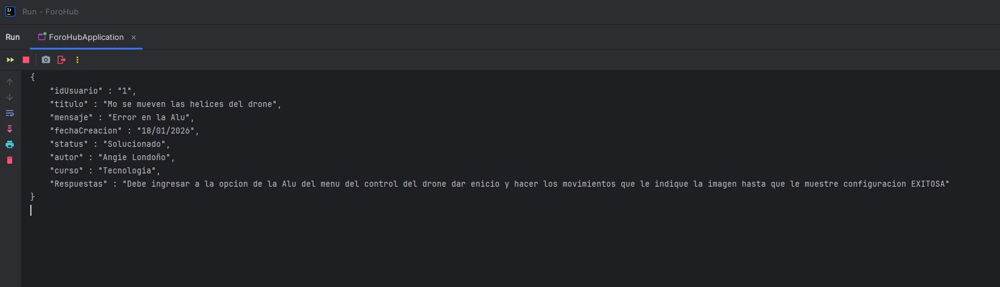 Run - ForoHub
Run ForoHubApplication
{
"idUsuario" : "1",
"titulo" : "Mo se mueven las helices del drone",
"mensaje" : "Error en la Alu",
"fechaCreacion" : "18/01/2026",
"status" : "Solucionado",
"autor" : "Angie Londoño",
"curso" : "Tecnologia",
"Respuestas" : "Debe ingresar a la opcion de la Alu del menu del control del drone dar enicio y hacer los movimientos que le indique la imagen hasta que le muestre configuracion EXITOSA"
}